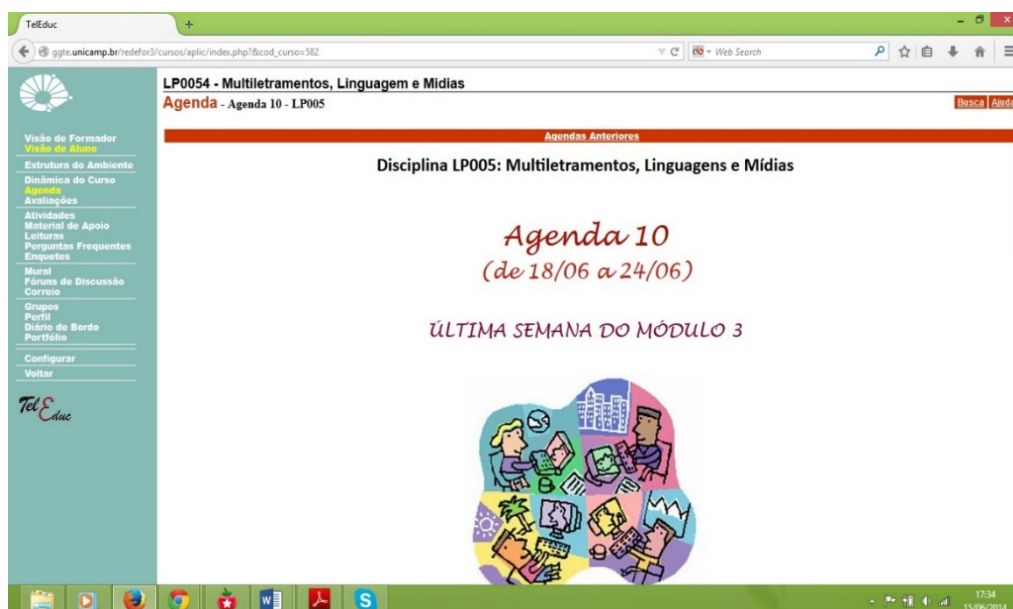 TelEduc
ggte.unicamp.br/redefor3/cursos/aplic/index.php?&cod_curso=582
Web Search
LP0054 - Multiletramentos, Linguagem e Midias
Agenda - Agenda 10 - LP005
Busca Ajuda
Agendas Anteriores
Visão de Formador
Visão de Aluno
Estrutura do Ambiente
Dinâmica do Curso
Agenda
Avaliações
Atividades
Material de Apoio
Leituras
Perguntas Frequentes
Enquetes
Mural
Fóruns de Discussão
Correio
Grupos
Perfil
Diário de Bordo
Portfólio
Configurar
Voltar
TelEduc
Disciplina LP005: Multiletramentos, Linguagens e Mídias
Agenda 10
(de 18/06 a 24/06)
ÚLTIMA SEMANA DO MÓDULO 3
17:34
15/06/2014